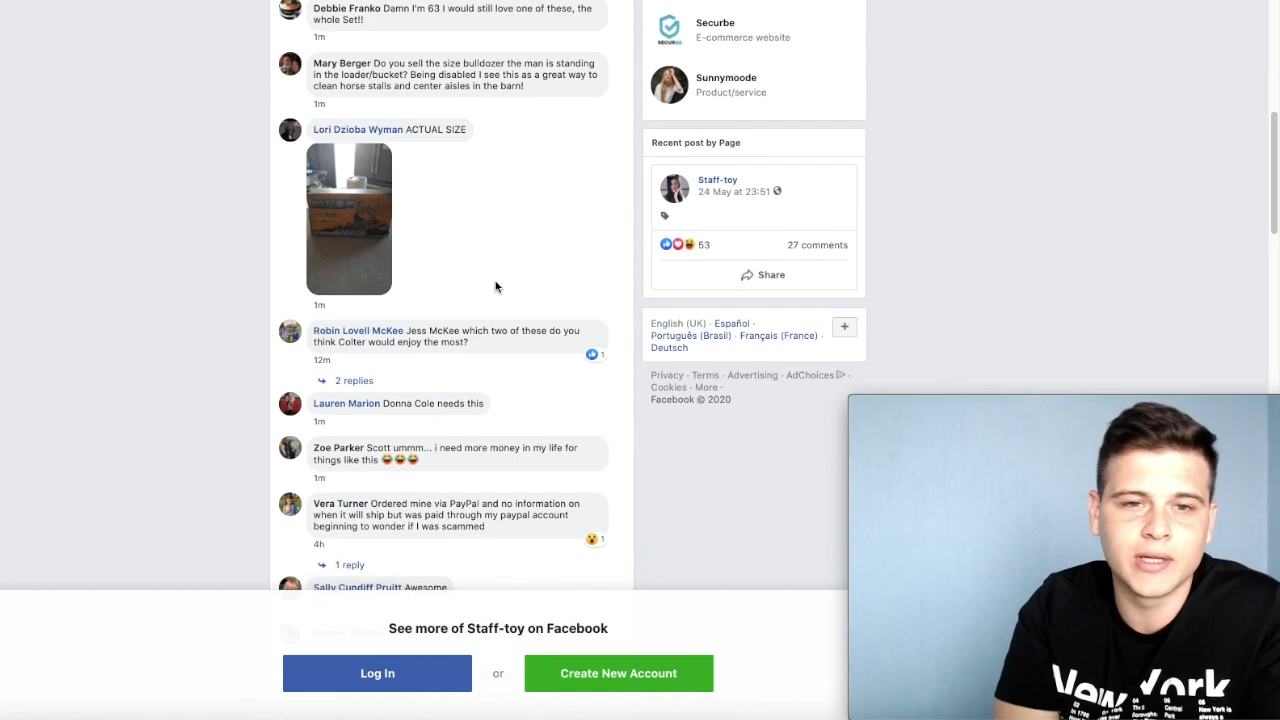 Debbie Franko Damn I'm 63 I would still love one of these, the
whole Set!!
1m
Mary Berger Do you sell the size bulldozer the man is standing
in the loader/bucket? Being disabled I see this as a great way to
clean horse stalls and center aisles in the barn!
1m
Lori Dzioba Wyman ACTUAL SIZE
1m
Robin Lovell McKee Jess McKee which two of these do you
think Colter would enjoy the most?
1
12m
2 replies
Lauren Marion Donna Cole needs this
1m
Zoe Parker Scott ummm... i need more money in my life for
things like this 😂😂😂
1m
Vera Turner Ordered mine via PayPal and no information on
when it will ship but was paid through my paypal account
beginning to wonder if I was scammed
1
4h
1 reply
Sally Cundiff Pruitt Awesome
See more of Staff-toy on Facebook
Log In or Create New Account
Securbe
E-commerce website
Sunnymoode
Product/service
Recent post by Page
Staff-toy
24 May at 23:51
53 27 comments
Share
English (UK) · Español ·
Português (Brasil) · Français (France) ·
Deutsch
+
Privacy · Terms · Advertising · AdChoices ·
Cookies · More ·
Facebook © 2020
New York